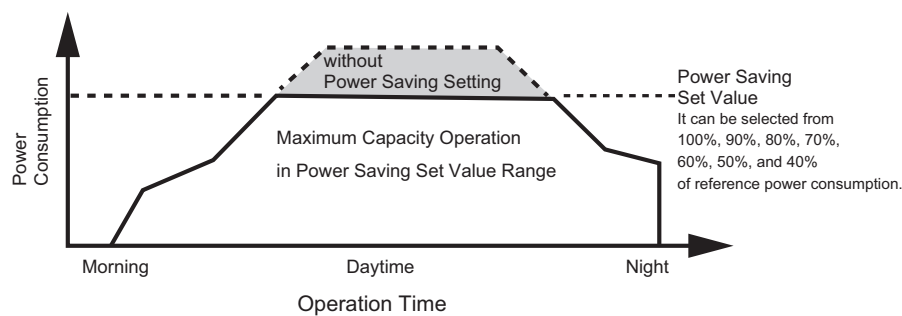 Power
Consumption
without
Power Saving Setting
Maximum Capacity Operation
in Power Saving Set Value Range
Power Saving
Set Value
It can be selected from
100%, 90%, 80%, 70%,
60%, 50%, and 40%
of reference power consumption.
Morning
Daytime
Night
Operation Time